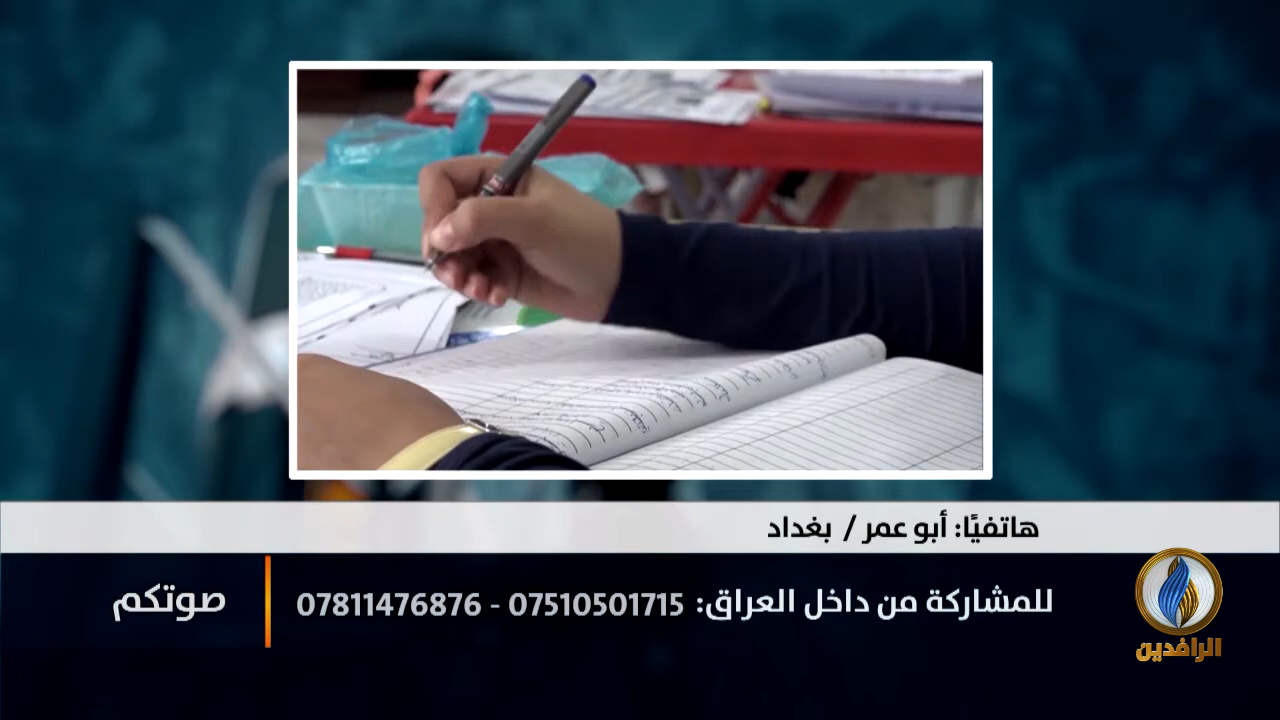 هاتفيًا: أبو عمر / بغداد
للمشاركة من داخل العراق: 07510501715 - 07811476876
صوتكم
الرافدين